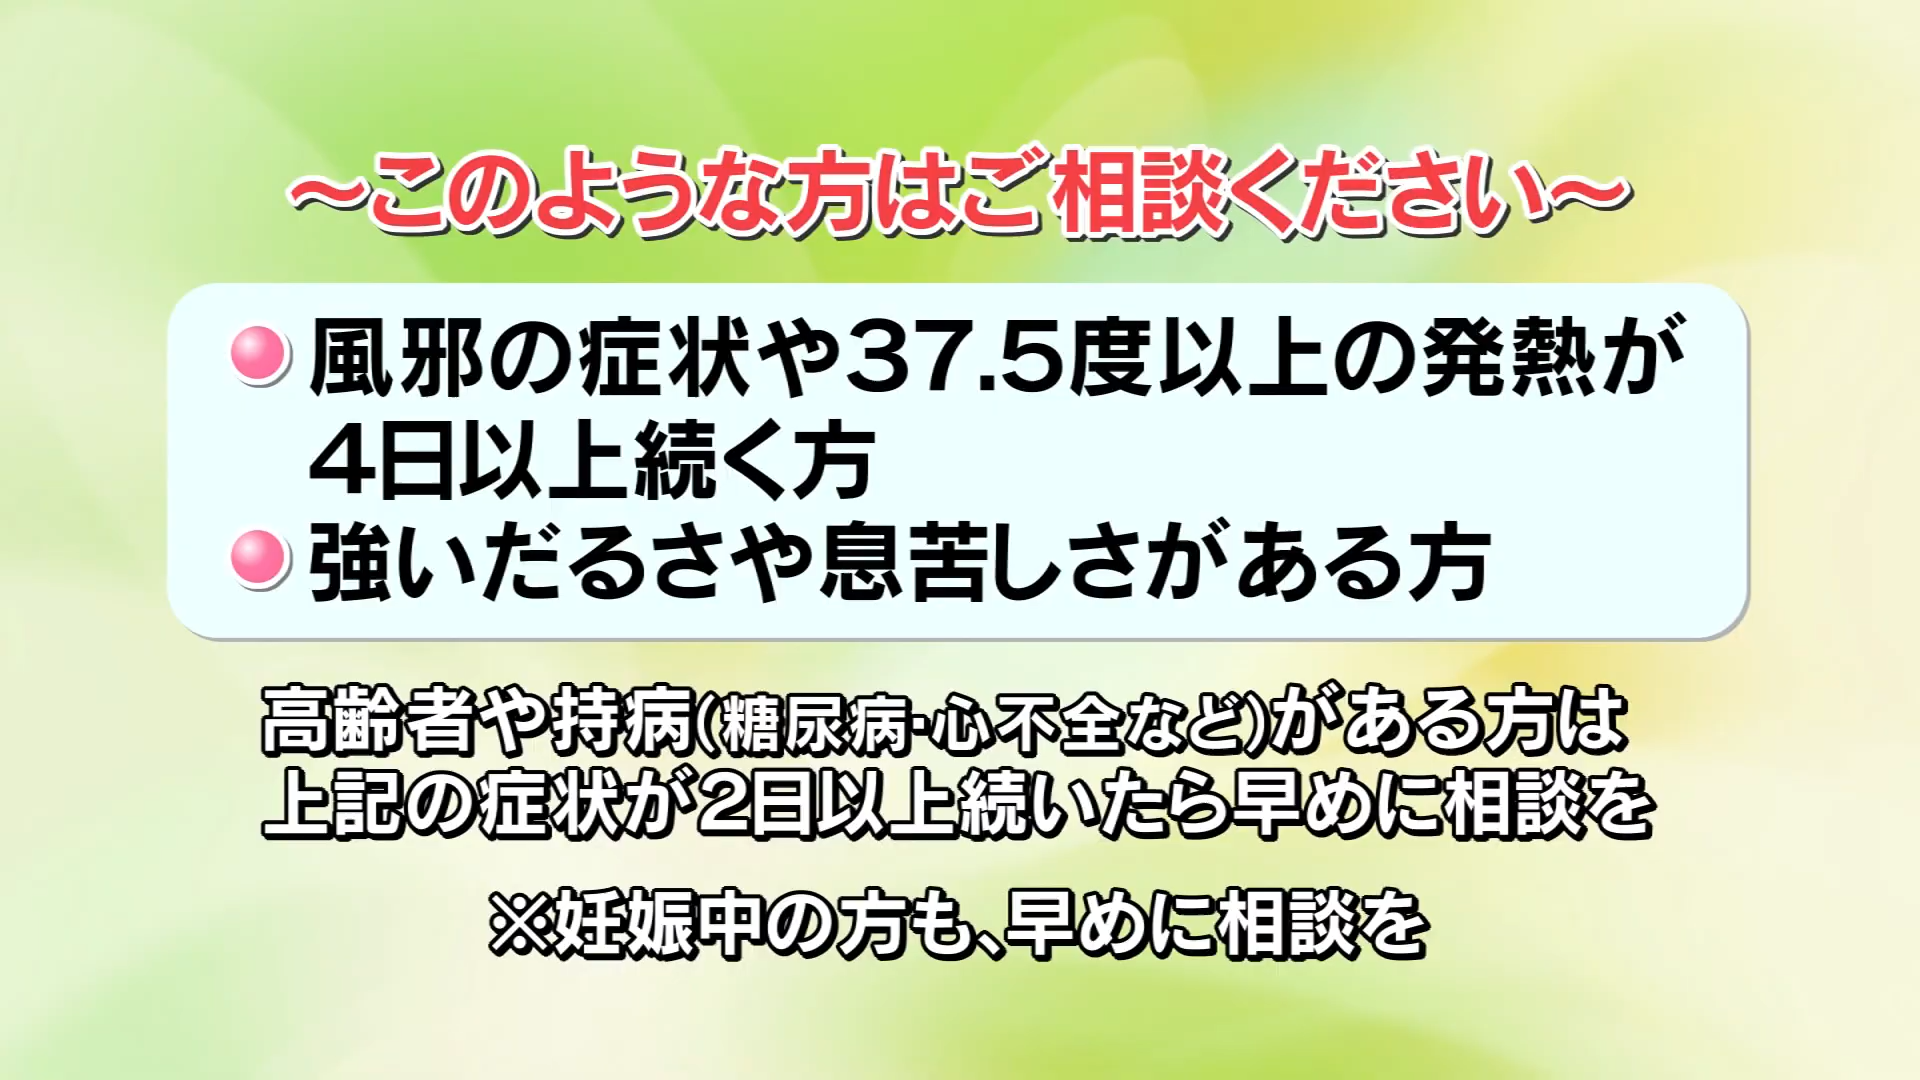 ～このような方はご相談ください～
風邪の症状や37.5度以上の発熱が
4日以上続く方
強いだるさや息苦しさがある方
高齢者や持病(糖尿病・心不全など)がある方は
上記の症状が2日以上続いたら早めに相談を
※妊娠中の方も、早めに相談を